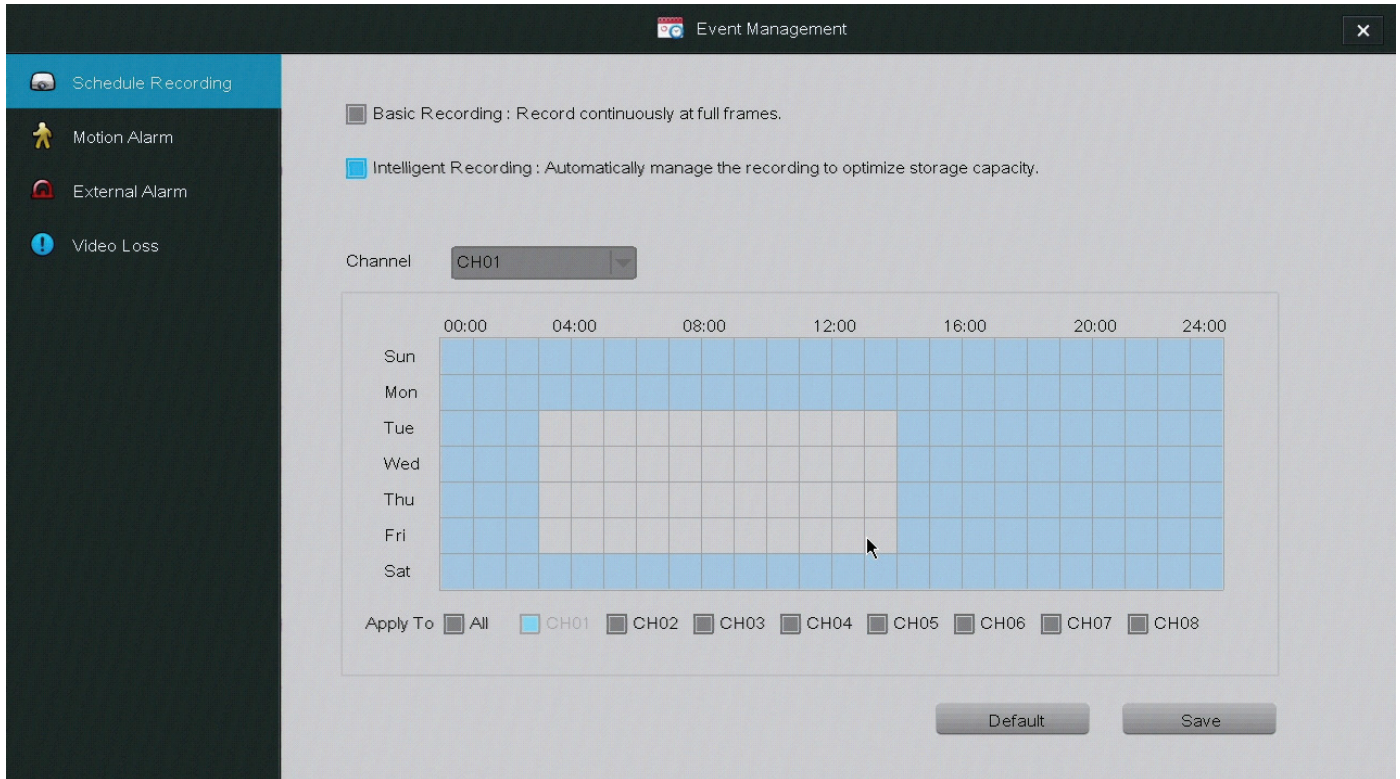 Event Management
Schedule Recording
Motion Alarm
External Alarm
Video Loss
Basic Recording : Record continuously at full frames.
Intelligent Recording : Automatically manage the recording to optimize storage capacity.
Channel CH01
00:00 04:00 08:00 12:00 16:00 20:00 24:00
Sun
Mon
Tue
Wed
Thu
Fri
Sat
Apply To All CH01 CH02 CH03 CH04 CH05 CH06 CH07 CH08
Default Save